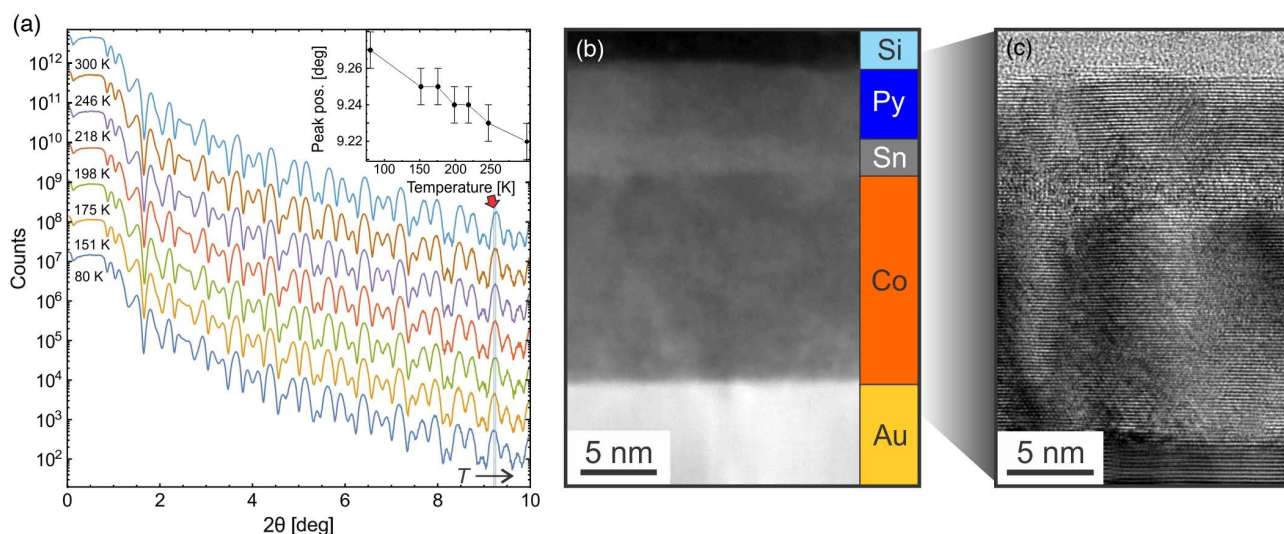 (a)
Counts
10^12
10^11
10^10
10^9
10^8
10^7
10^6
10^5
10^4
10^3
10^2
300 K
246 K
218 K
198 K
175 K
151 K
80 K
Peak pos. [deg]
9.26
9.24
9.22
100 150 200 250
Temperature [K]
T
0 2 4 6 8 10
2θ [deg]
(b)
5 nm
Si
Py
Sn
Co
Au
(c)
5 nm